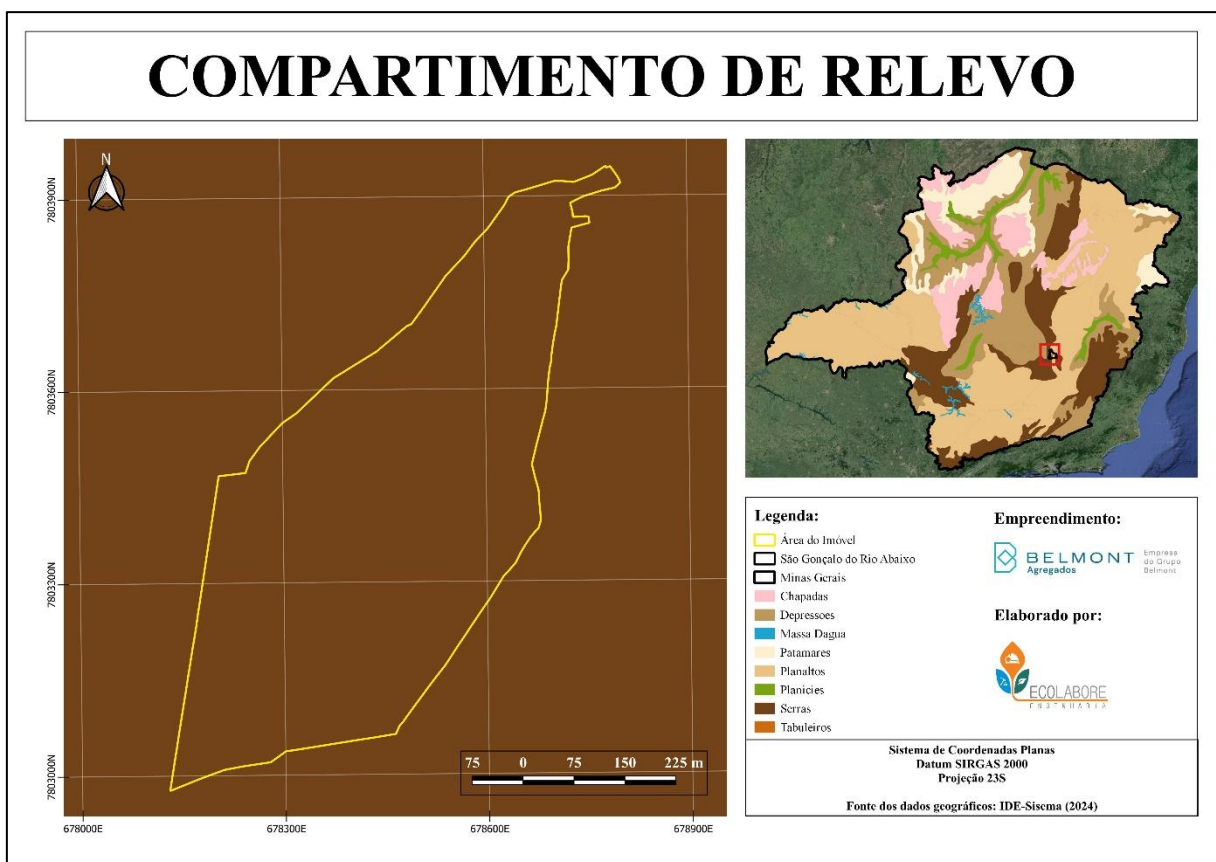 COMPARTIMENTO DE RELEVO
N
7803900N
7803600N
7803300N
7803000N
678000E
678300E
678600E
678900E
75 0 75 150 225 m
Legenda:
Área do Imóvel
São Gonçalo do Rio Abaixo
Minas Gerais
Chapadas
Depressoes
Massa Dagua
Patamares
Planaltos
Planicies
Serras
Tabuleiros
Empreendimento:
BELMONT
Agregados
Empresa
do Grupo
Belmont
Elaborado por:
ECOLABORE
ENGENHARIA
Sistema de Coordenadas Planas
Datum SIRGAS 2000
Projeção 23S
Fonte dos dados geográficos: IDE-Sisema (2024)